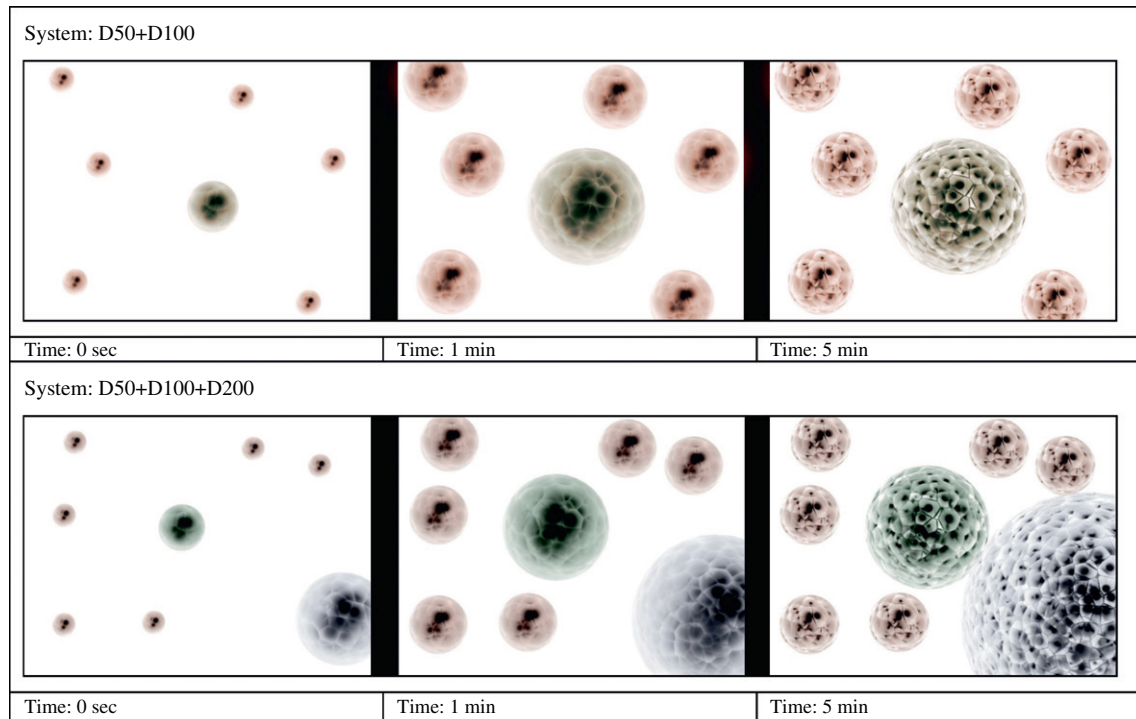 System: D50+D100
Time: 0 sec
Time: 1 min
Time: 5 min
System: D50+D100+D200
Time: 0 sec
Time: 1 min
Time: 5 min